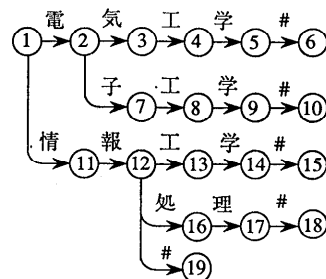 電 気 工 学 #
① ② ③ ④ ⑤ ⑥
子 工 学 #
⑦ ⑧ ⑨ ⑩
情 報 工 学 #
⑪ ⑫ ⑬ ⑭ ⑮
処 理 #
⑯ ⑰ ⑱
#
⑲